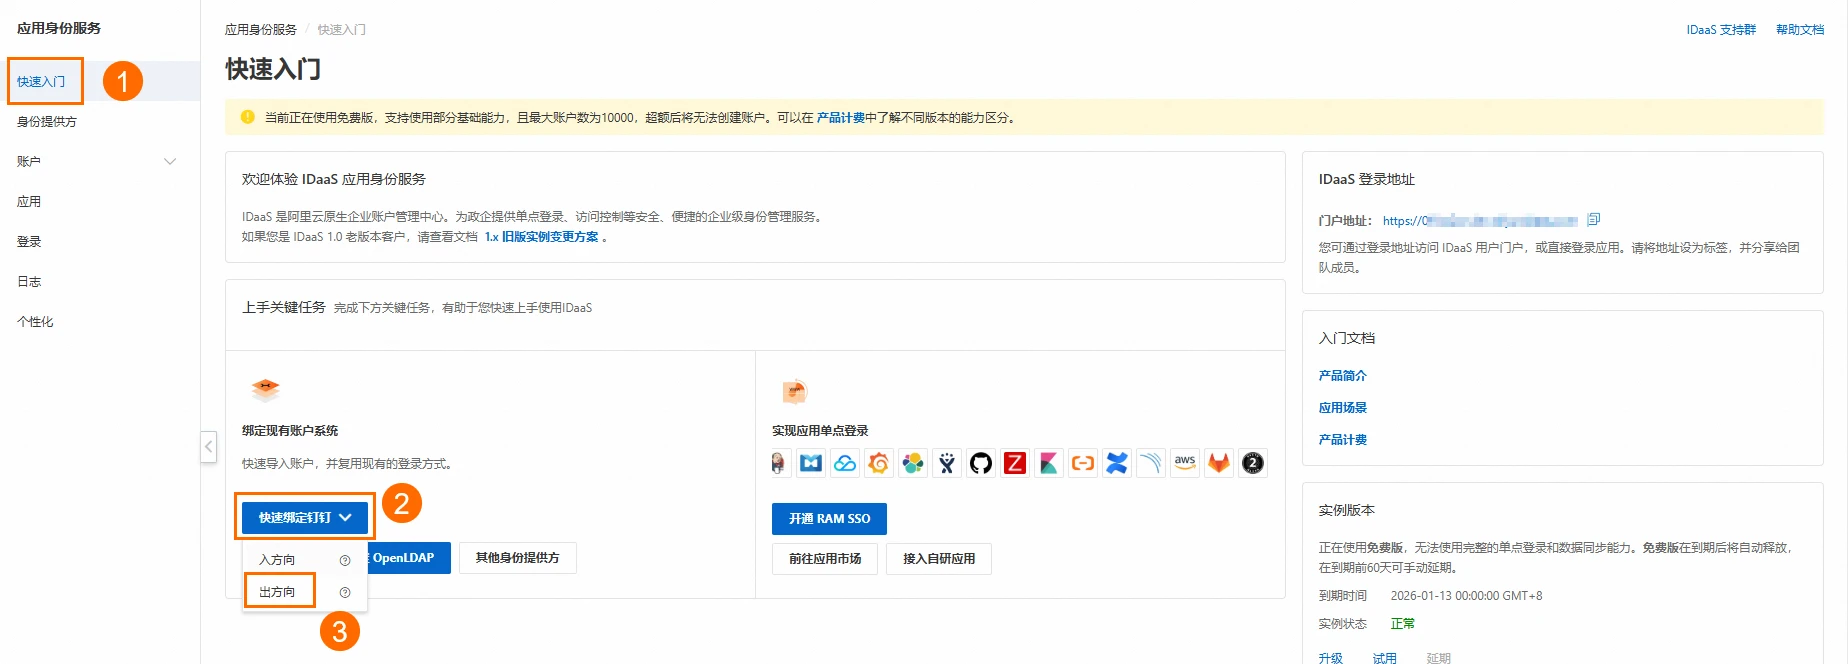 应用身份服务
快速入门
1
身份提供方
账户
应用
登录
日志
个性化
应用身份服务 / 快速入门
IDaaS 支持群 帮助文档
快速入门
当前正在使用免费版，支持使用部分基础能力，且最大账户数为10000，超额后将无法创建账户。可以在 产品计费中了解不同版本的能力区分。
欢迎体验 IDaaS 应用身份服务
IDaaS 是阿里云原生企业账户管理中心。为政企提供单点登录、访问控制等安全、便捷的企业级身份管理服务。
如果您是 IDaaS 1.0 老版本客户，请查看文档 1.x 旧版实例变更方案 。
上手关键任务 完成下方关键任务，有助于您快速上手使用IDaaS
绑定现有账户系统
快速导入账户，并复用现有的登录方式。
快速绑定钉钉
2
入方向
出方向
3
OpenLDAP
其他身份提供方
实现应用单点登录
aws
2
开通 RAM SSO
前往应用市场 接入自研应用
IDaaS 登录地址
门户地址： https://0
您可通过登录地址访问 IDaaS 用户门户，或直接登录应用。请将地址设为标签，并分享给团
队成员。
入门文档
产品简介
应用场景
产品计费
实例版本
正在使用免费版，无法使用完整的单点登录和数据同步能力。免费版在到期后将自动释放，
在到期前60天可手动延期。
到期时间 2026-01-13 00:00:00 GMT+8
实例状态 正常
升级 试用 延期